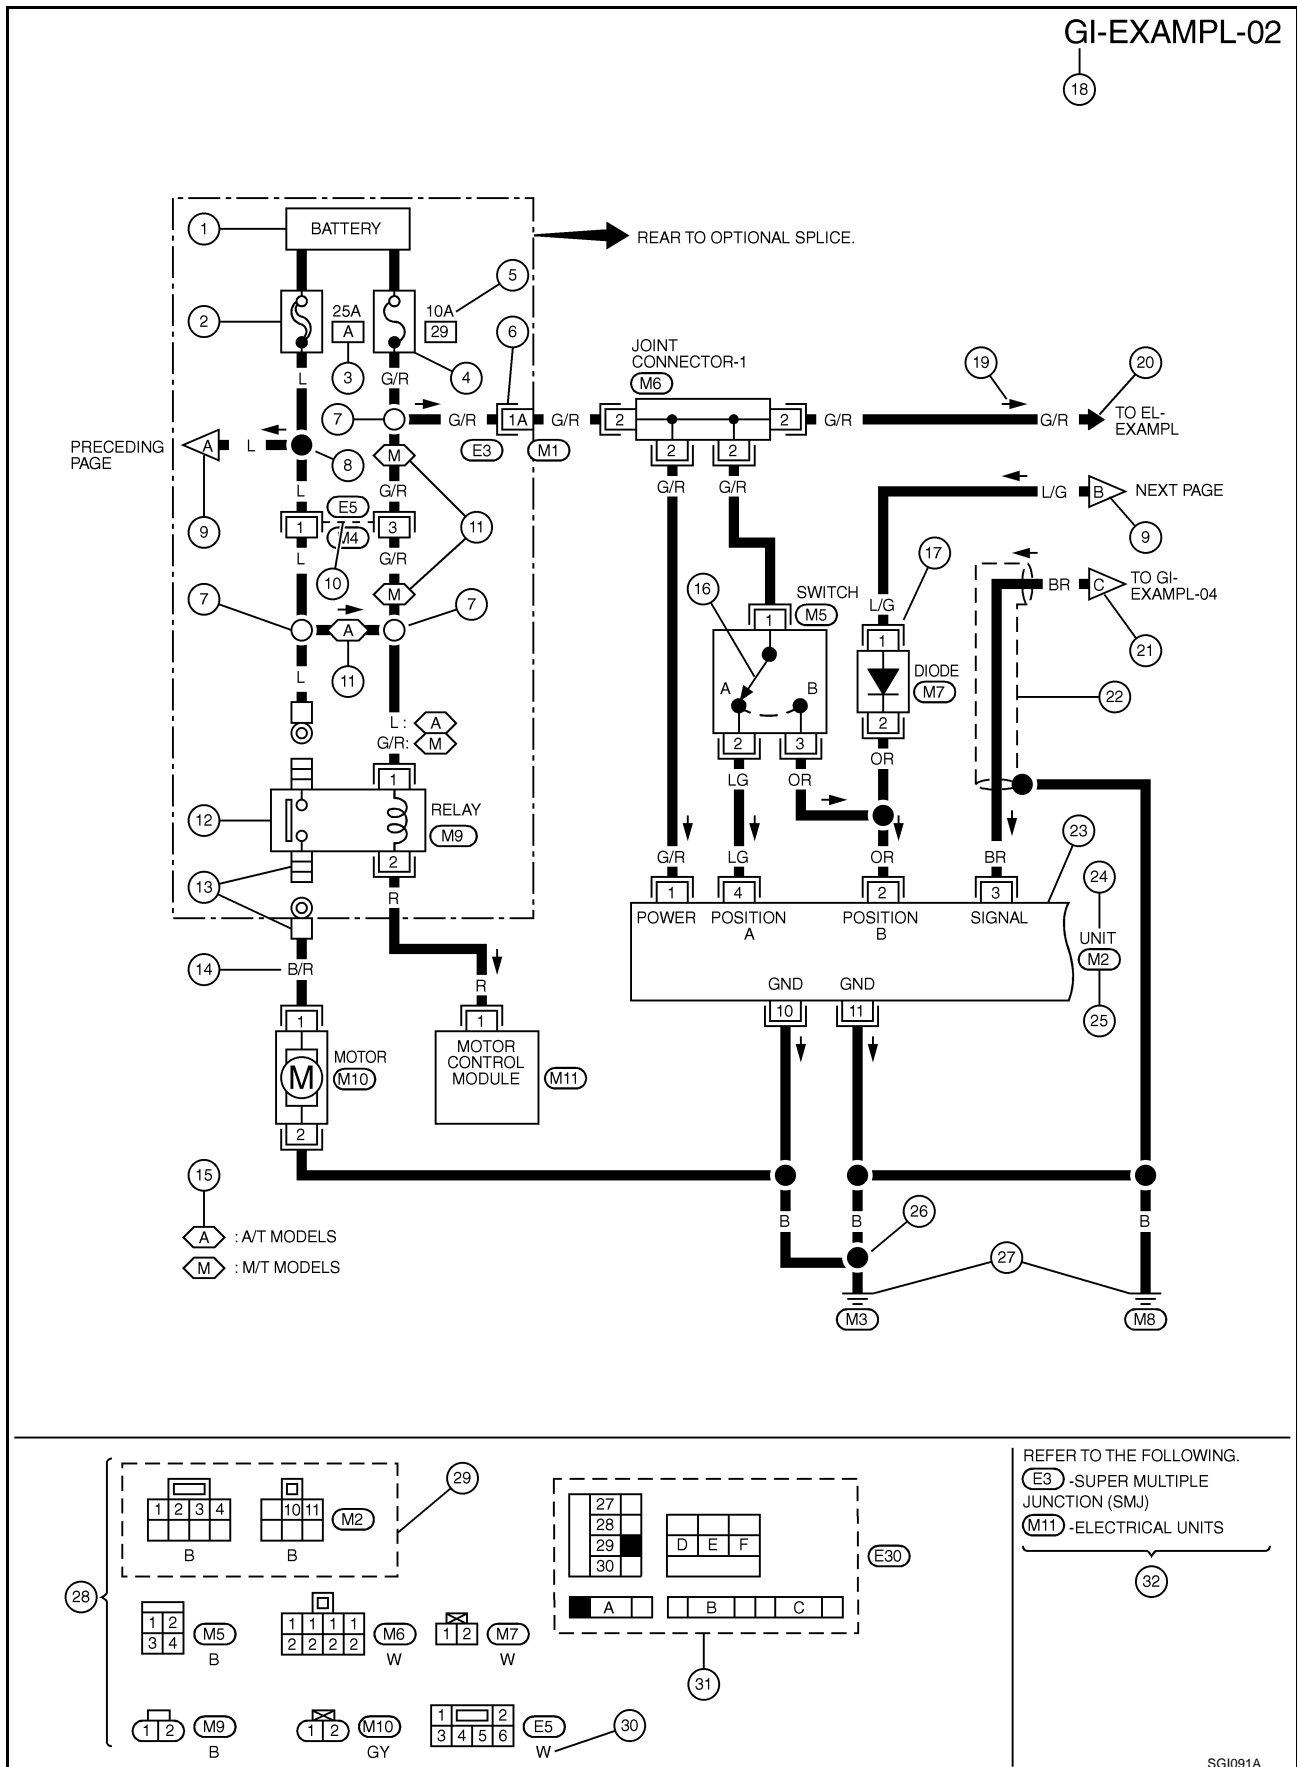 GI-EXAMPL-02
18
1
BATTERY
REAR TO OPTIONAL SPLICE.
5
2
25A
A
10A
29
6
3
4
L
G/R
JOINT
CONNECTOR-1
M6
19
20
7
G/R
1A
G/R
2
2
G/R
G/R
TO EL-
EXAMPL
E3
M1
PRECEDING
PAGE
A
L
8
M
2
2
L
G/R
G/R
G/R
L/G
B
NEXT PAGE
9
1
E5
M4
3
11
9
L
G/R
10
17
16
BR
C
TO GI-
EXAMPL-04
7
M
7
SWITCH
M5
1
L/G
1
21
A
11
L
A
B
DIODE
M7
22
L :
A
G/R:
M
2
3
2
LG
OR
OR
1
12
RELAY
M9
2
23
G/R
LG
OR
BR
13
R
1
4
2
3
24
POWER
POSITION
A
POSITION
B
SIGNAL
UNIT
M2
14
B/R
R
GND
GND
10
11
25
1
1
MOTOR
M10
M
MOTOR
CONTROL
MODULE
M11
2
15
A
: A/T MODELS
M
: M/T MODELS
B
B
B
26
27
M3
M8
28
29
1 2 3 4
10 11
M2
B
B
27
28
29
30
D E F
E30
A
B
C
31
1 2
3 4
M5
B
1 1 1 1
2 2 2 2
M6
W
1 2
M7
W
1 2
M9
B
1 2
M10
GY
1 2
3 4 5 6
E5
W
30
REFER TO THE FOLLOWING.
E3 -SUPER MULTIPLE
JUNCTION (SMJ)
M11 -ELECTRICAL UNITS
32
SGI091A